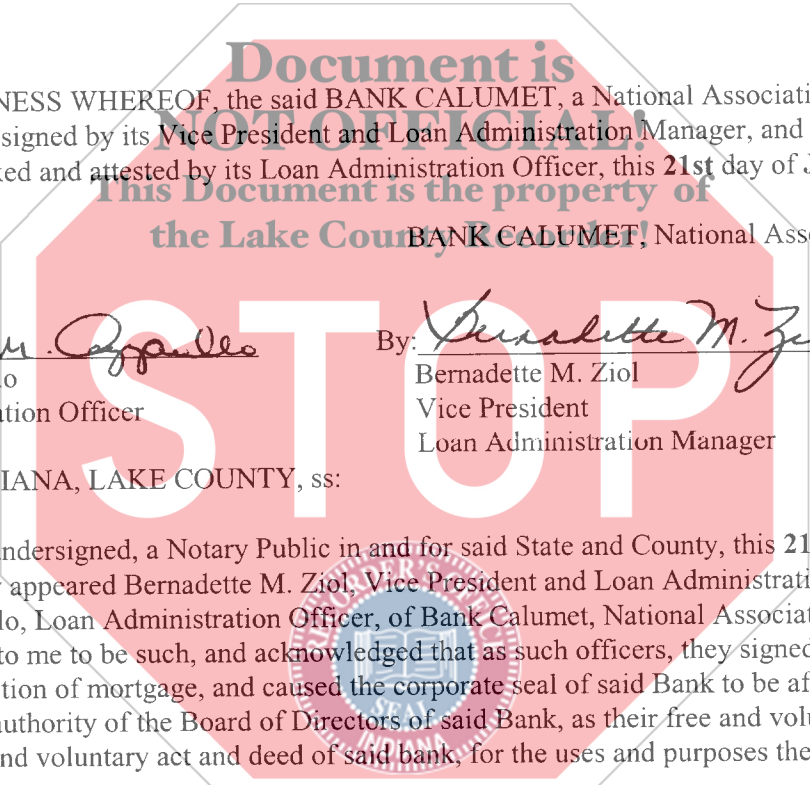 Document is
NESS WHEREOF, the said BANK CALUMET, a National Associati
signed by its Vice President and Loan Administration Manager, and
NOT OFFICIAL!
ked and attested by its Loan Administration Officer, this 21st day of J
This Document is the property of
the Lake County Recorder!
BANK CALUMET, National Asso
STOP
By: Bernadette M. Zi
lo
Bernadette M. Ziol
ation Officer
Vice President
Loan Administration Manager
IANA, LAKE COUNTY, ss:
ndersigned, a Notary Public in and for said State and County, this 21
y appeared Bernadette M. Ziol, Vice President and Loan Administrati
lo, Loan Administration Officer, of Bank Calumet, National Associat
to me to be such, and acknowledged that as such officers, they signed
tion of mortgage, and caused the corporate seal of said Bank to be af
authority of the Board of Directors of said Bank, as their free and volu
nd voluntary act and deed of said bank, for the uses and purposes the
SEAL
INDIANA